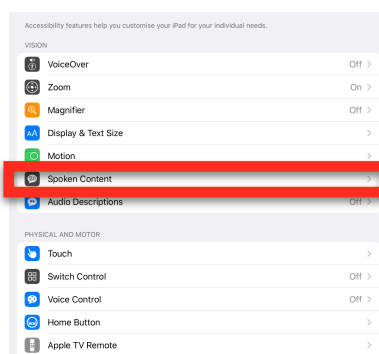 Accessibility features help you customise your iPad for your individual needs.
VISION
VoiceOver Off
Zoom On
Magnifier Off
AA Display & Text Size
Motion
Spoken Content
Audio Descriptions Off
PHYSICAL AND MOTOR
Touch
Switch Control Off
Voice Control Off
Home Button
Apple TV Remote